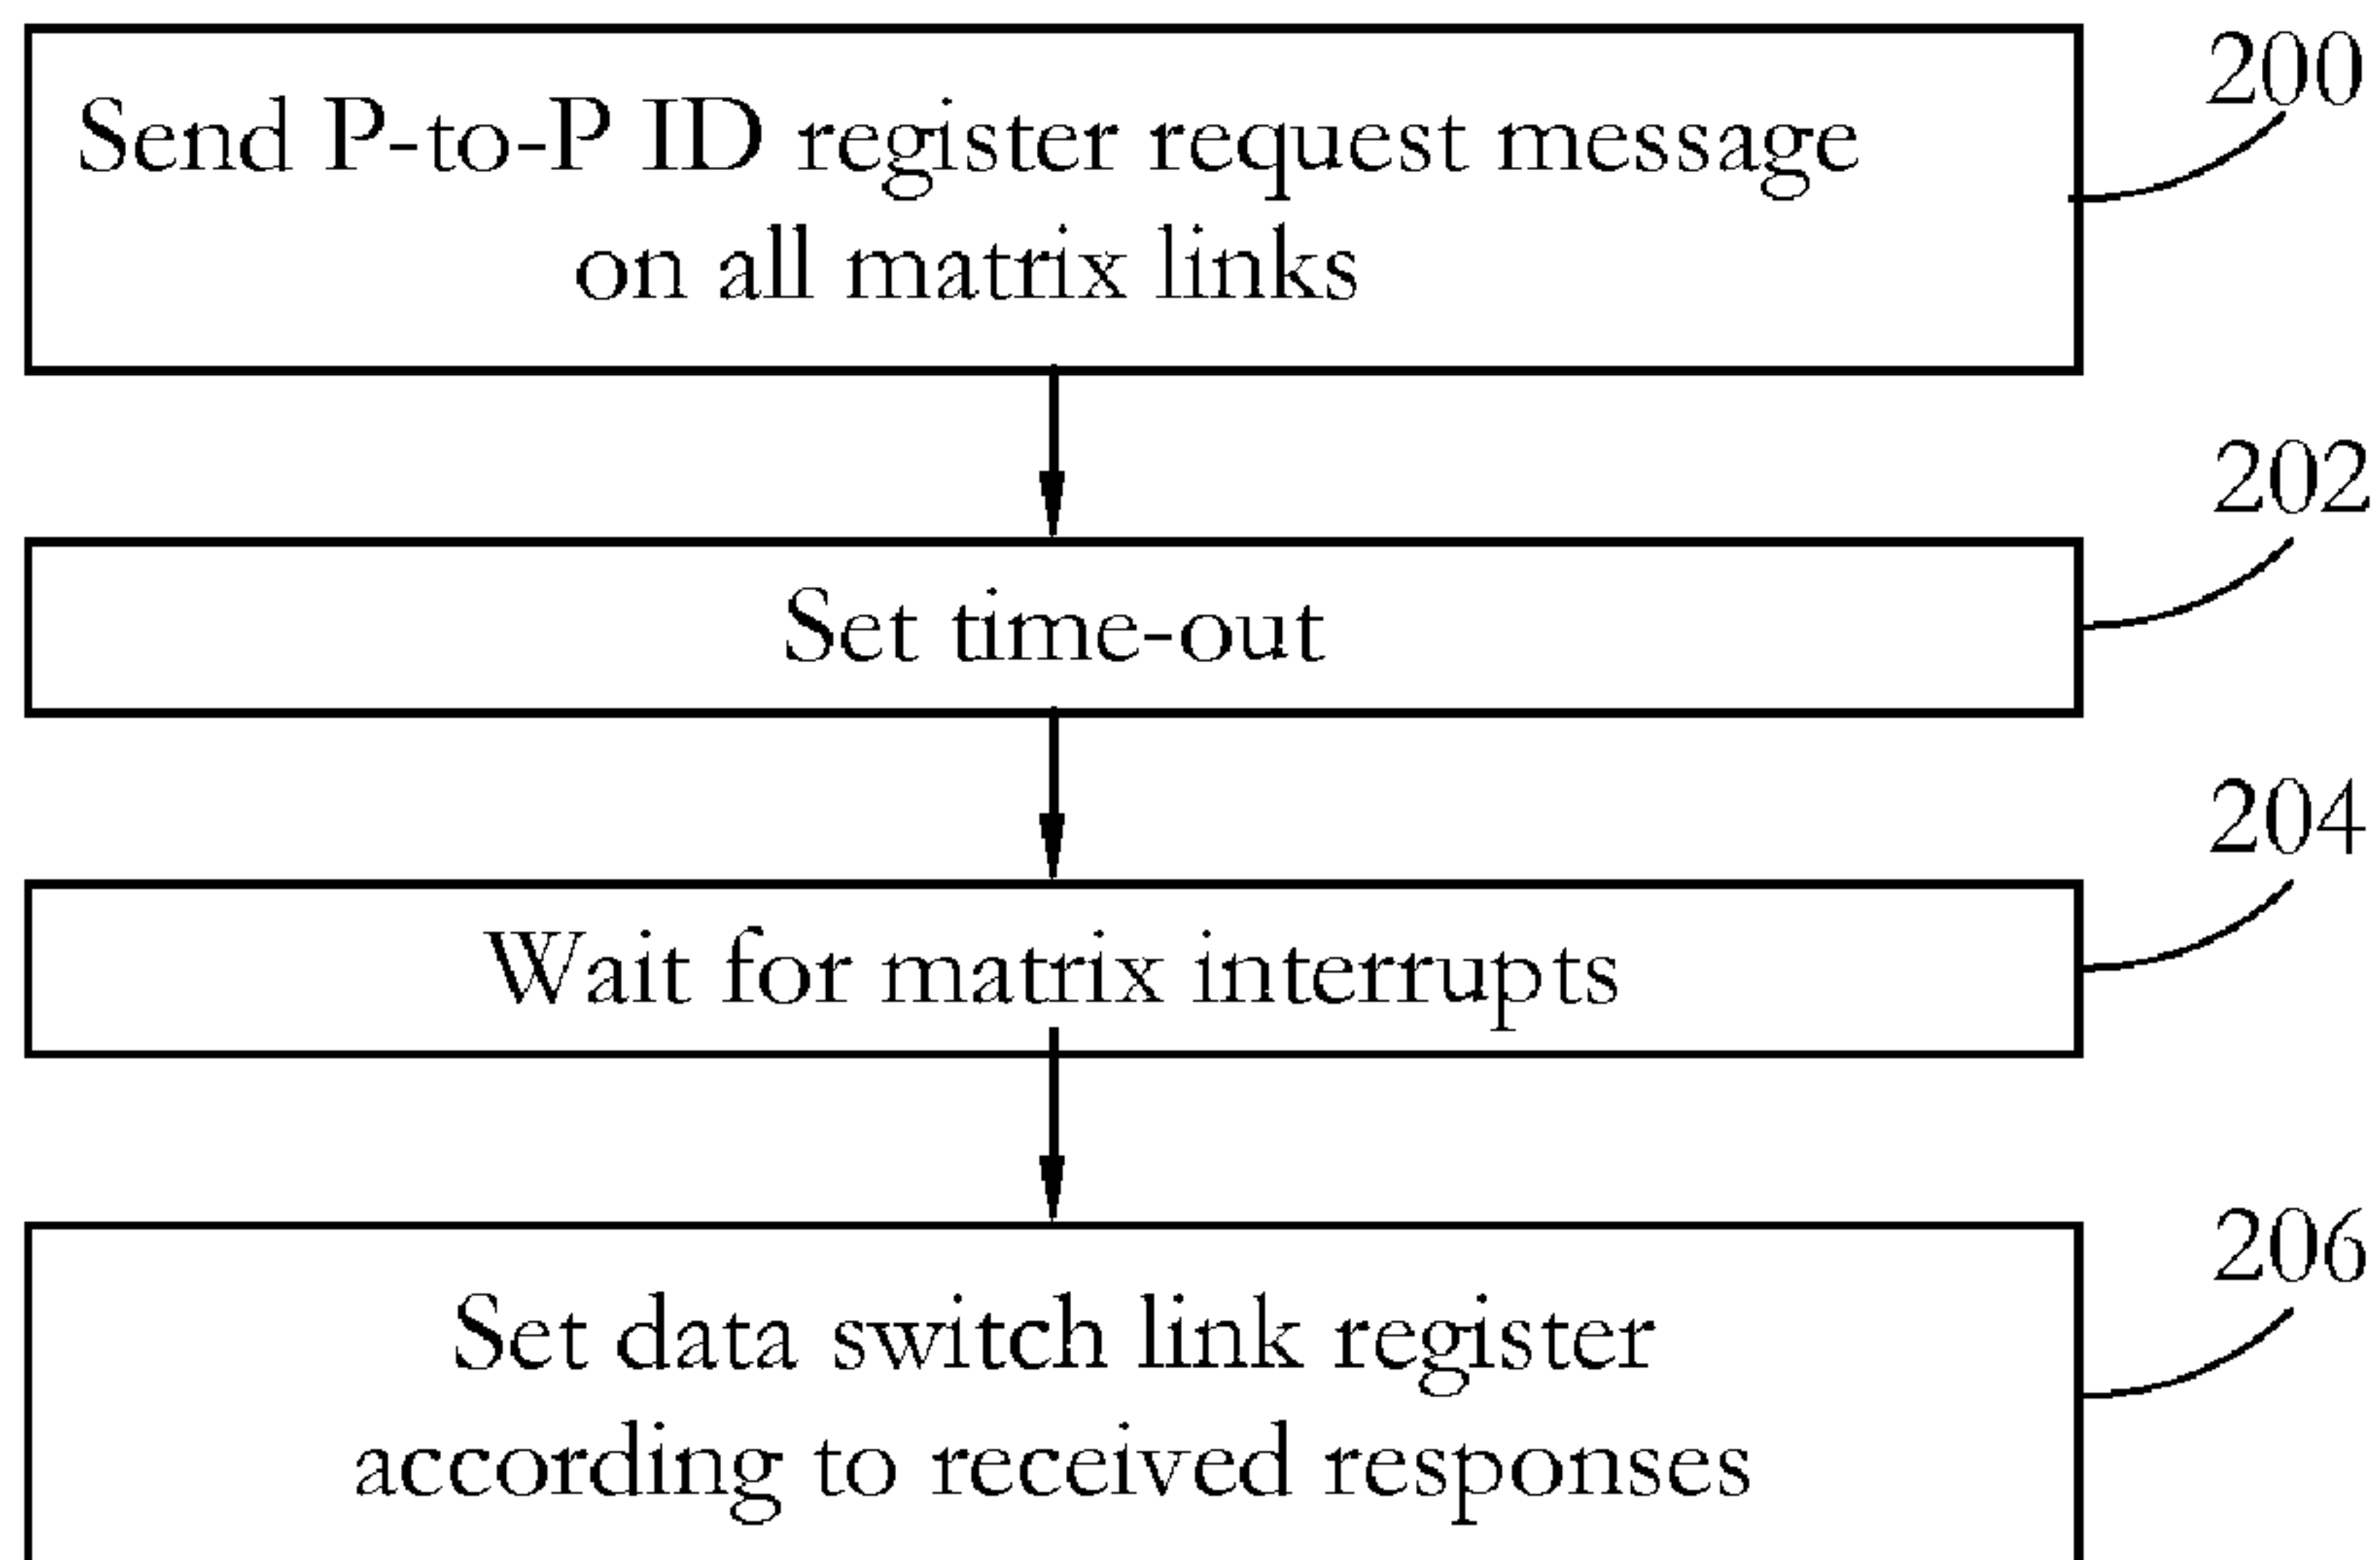 Send P-to-P ID register request message
on all matrix links
200
Set time-out
202
Wait for matrix interrupts
204
Set data switch link register
according to received responses
206